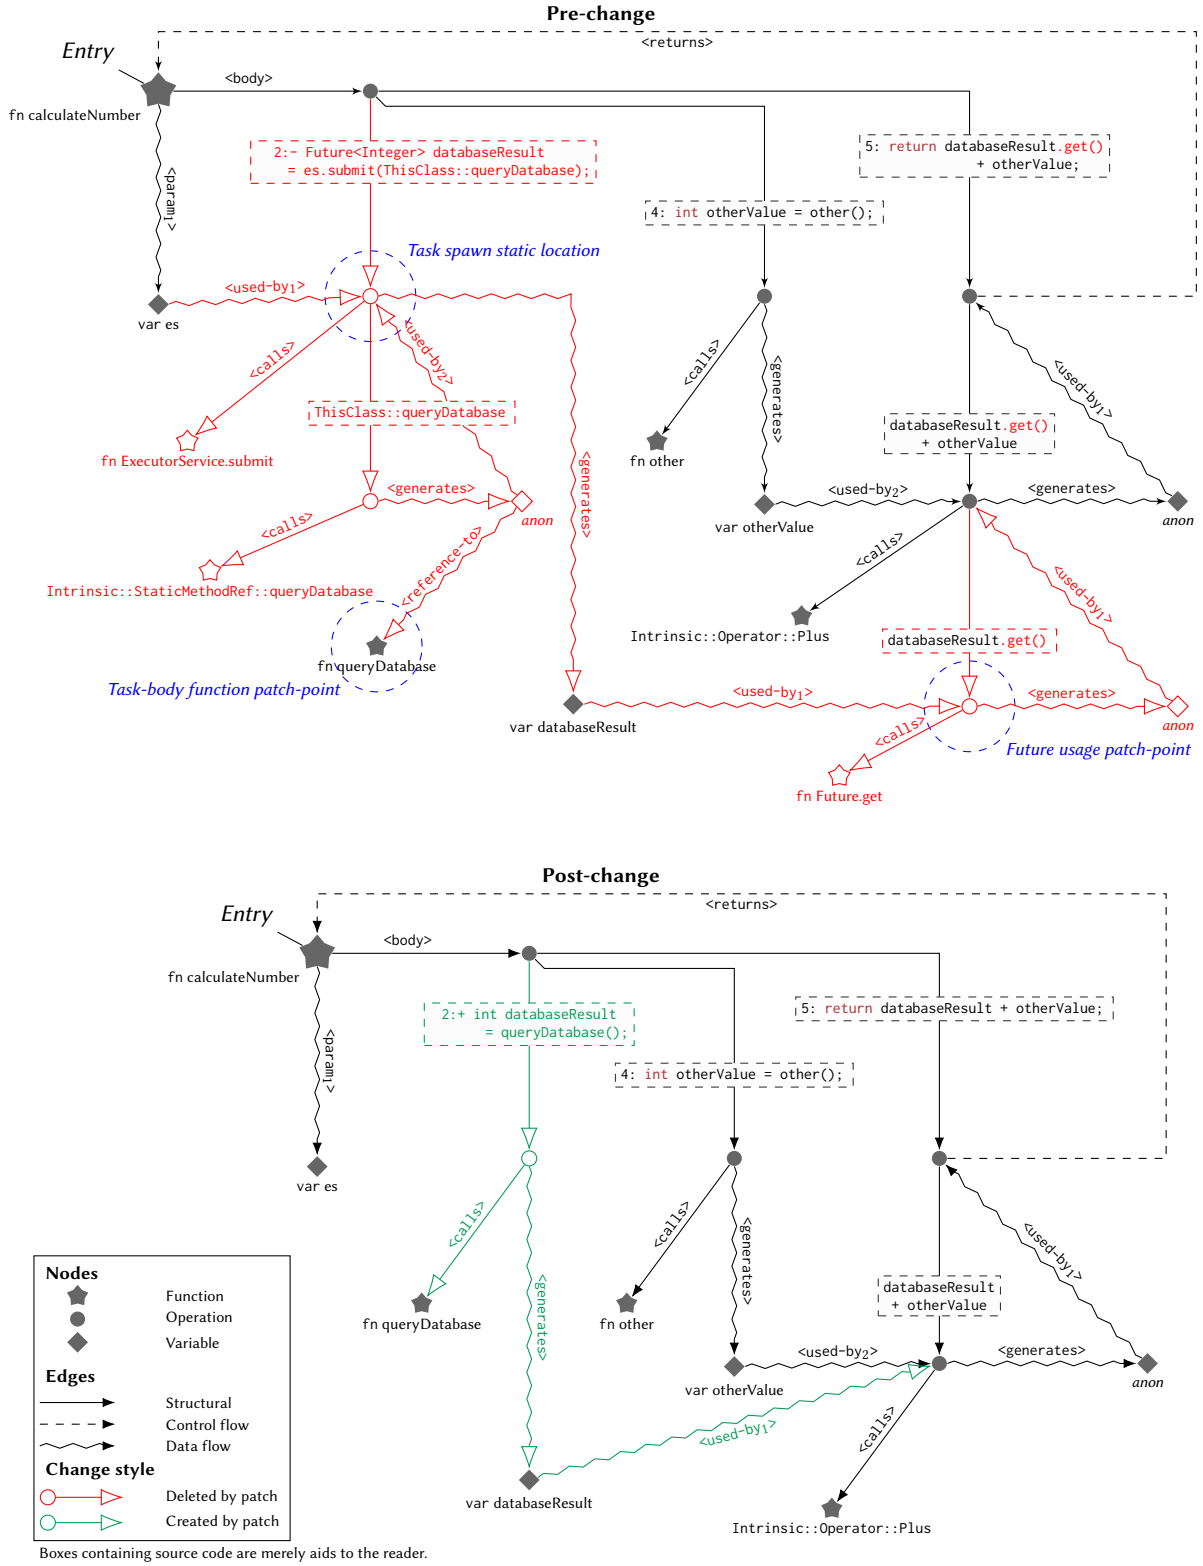 Pre-change
<returns>
Entry
<body>
fn calculateNumber
2:- Future<Integer> databaseResult
= es.submit(ThisClass::queryDatabase);
5: return databaseResult.get()
+ otherValue;
<param1>
4: int otherValue = other();
Task spawn static location
<used-by1>
var es
<calls>
<used-by2>
<calls>
<generates>
<used-by1>
ThisClass::queryDatabase
databaseResult.get()
+ otherValue
fn ExecutorService.submit
fn other
<generates>
<generates>
<used-by2>
<generates>
anon
var otherValue
anon
<calls>
<calls>
<reference-to>
<used-by1>
Intrinsic::StaticMethodRef::queryDatabase
Intrinsic::Operator::Plus
databaseResult.get()
fn queryDatabase
Task-body function patch-point
<used-by1>
<generates>
var databaseResult
anon
<calls>
Future usage patch-point
fn Future.get
Post-change
<returns>
Entry
<body>
fn calculateNumber
2:+ int databaseResult
= queryDatabase();
5: return databaseResult + otherValue;
<param1>
4: int otherValue = other();
var es
<calls>
<calls>
<generates>
<used-by1>
<generates>
databaseResult
+ otherValue
fn queryDatabase
fn other
<used-by2>
<generates>
var otherValue
anon
<used-by1>
<calls>
var databaseResult
Intrinsic::Operator::Plus
Nodes
Function
Operation
Variable
Edges
Structural
Control flow
Data flow
Change style
Deleted by patch
Created by patch
Boxes containing source code are merely aids to the reader.